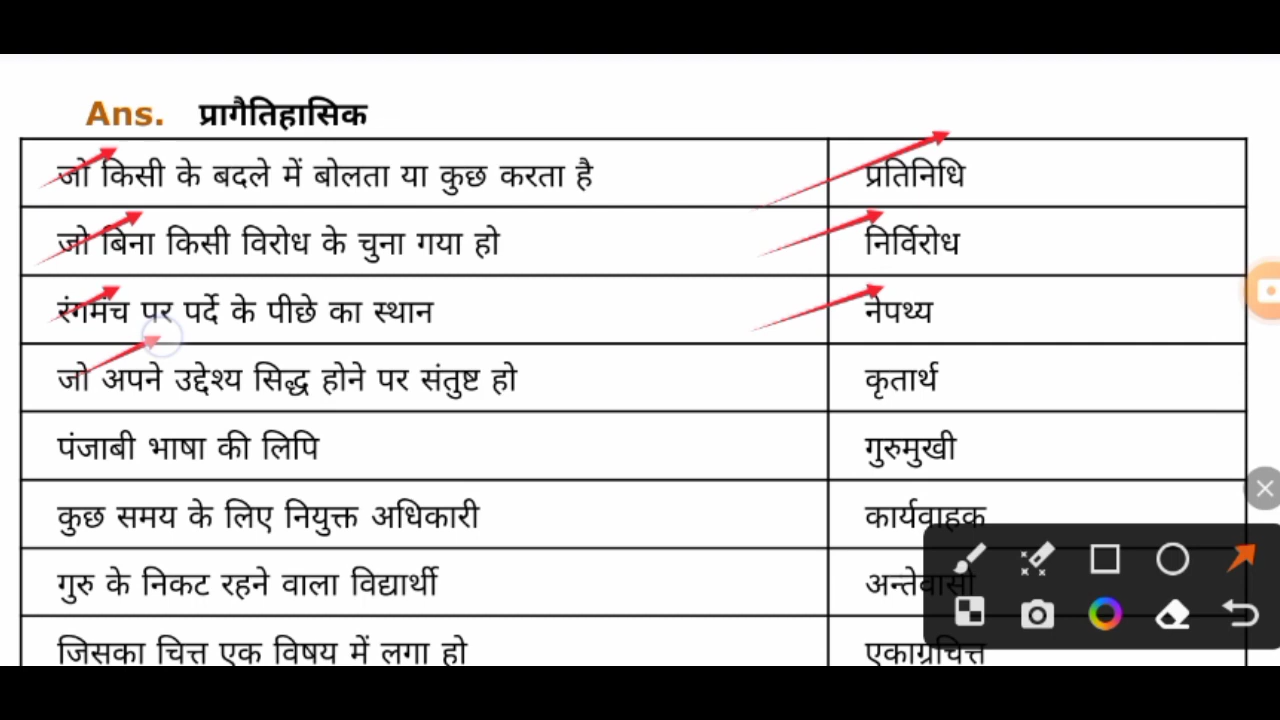 Ans. प्रागैतिहासिक
जो किसी के बदले में बोलता या कुछ करता है प्रतिनिधि
जो बिना किसी विरोध के चुना गया हो निर्विरोध
रंगमंच पर पर्दे के पीछे का स्थान नेपथ्य
जो अपने उद्देश्य सिद्ध होने पर संतुष्ट हो कृतार्थ
पंजाबी भाषा की लिपि गुरुमुखी
कुछ समय के लिए नियुक्त अधिकारी कार्यवाहक
गुरु के निकट रहने वाला विद्यार्थी अन्तेवासी
जिसका चित्त एक विषय में लगा हो एकाग्रचित्त